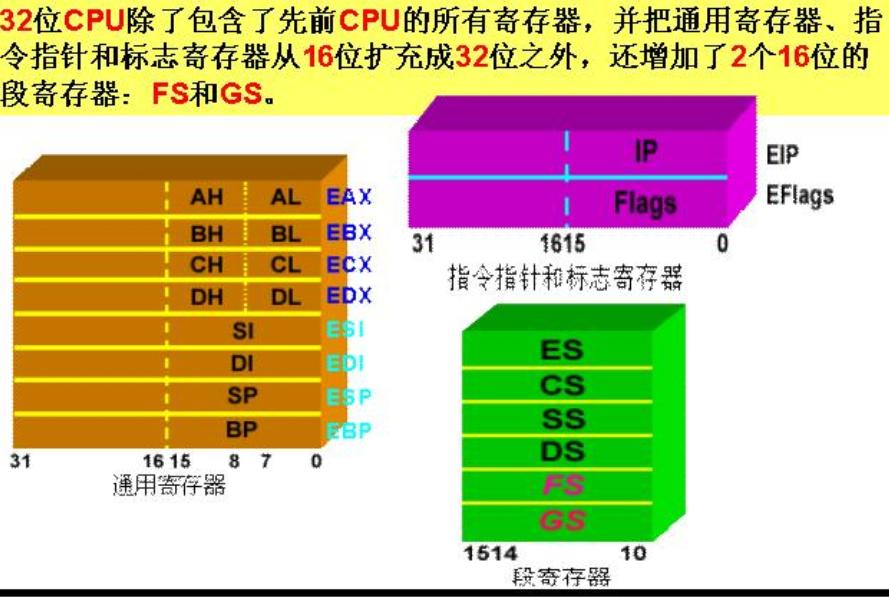 32位CPU除了包含了先前CPU的所有寄存器，并把通用寄存器、指
令指针和标志寄存器从16位扩充成32位之外，还增加了2个16位的
段寄存器：FS和GS。
AH AL EAX
BH BL EBX
CH CL ECX
DH DL EDX
SI ESI
DI EDI
SP ESP
BP EBP
31 16 15 8 7 0
通用寄存器
IP EIP
Flags EFlags
31 1615 0
指令指针和标志寄存器
ES
CS
SS
DS
FS
GS
1514 10
段寄存器